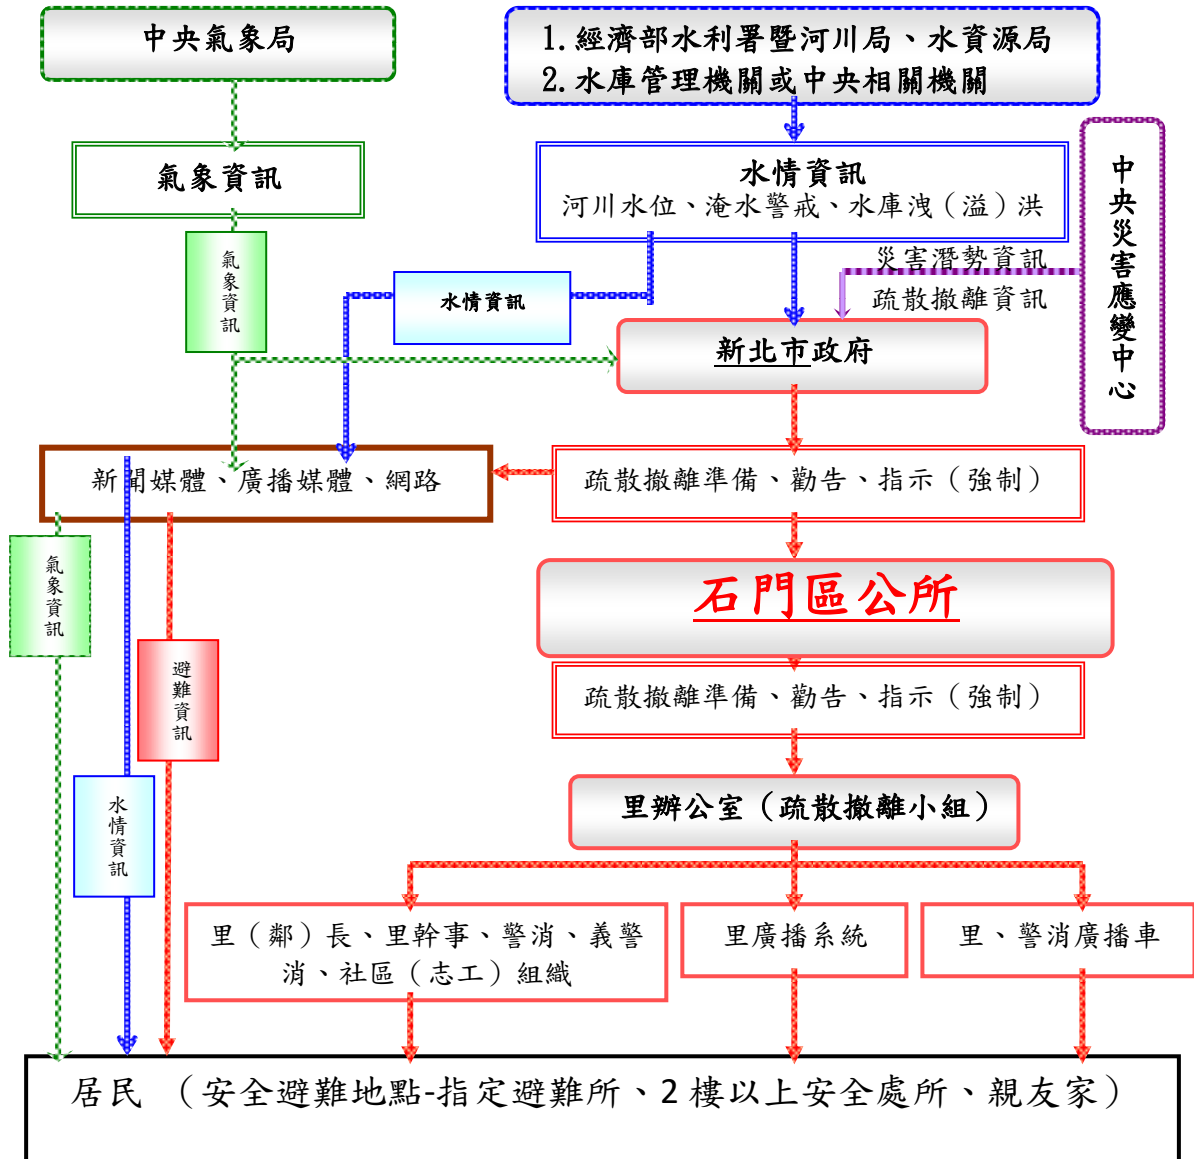 中央氣象局
1.經濟部水利署暨河川局、水資源局
2.水庫管理機關或中央相關機關
氣象資訊
水情資訊
河川水位、淹水警戒、水庫洩（溢）洪
中央災害應變中心
氣象資訊
水情資訊
災害潛勢資訊
疏散撤離資訊
新北市政府
新聞媒體、廣播媒體、網路
疏散撤離準備、勸告、指示（強制）
氣象資訊
石門區公所
避難資訊
疏散撤離準備、勸告、指示（強制）
水情資訊
里辦公室（疏散撤離小組）
里（鄰）長、里幹事、警消、義警
消、社區（志工）組織
里廣播系統
里、警消廣播車
居民 （安全避難地點-指定避難所、2 樓以上安全處所、親友家）